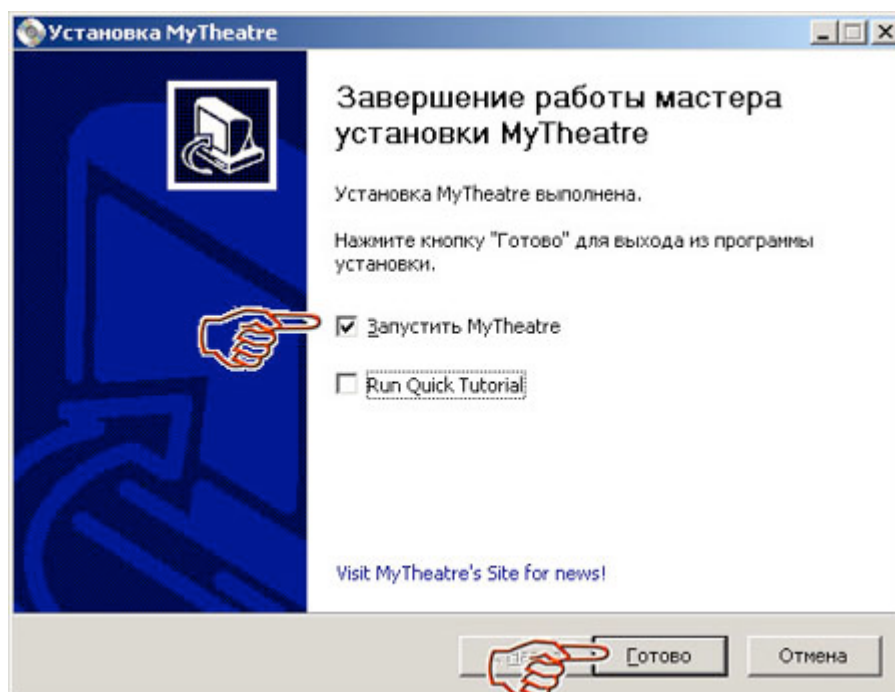 Установка MyTheatre
Завершение работы мастера
установки MyTheatre
Установка MyTheatre выполнена.
Нажмите кнопку "Готово" для выхода из программы
установки.
Запустить MyTheatre
Run Quick Tutorial
Visit MyTheatre's Site for news!
Готово
Отмена